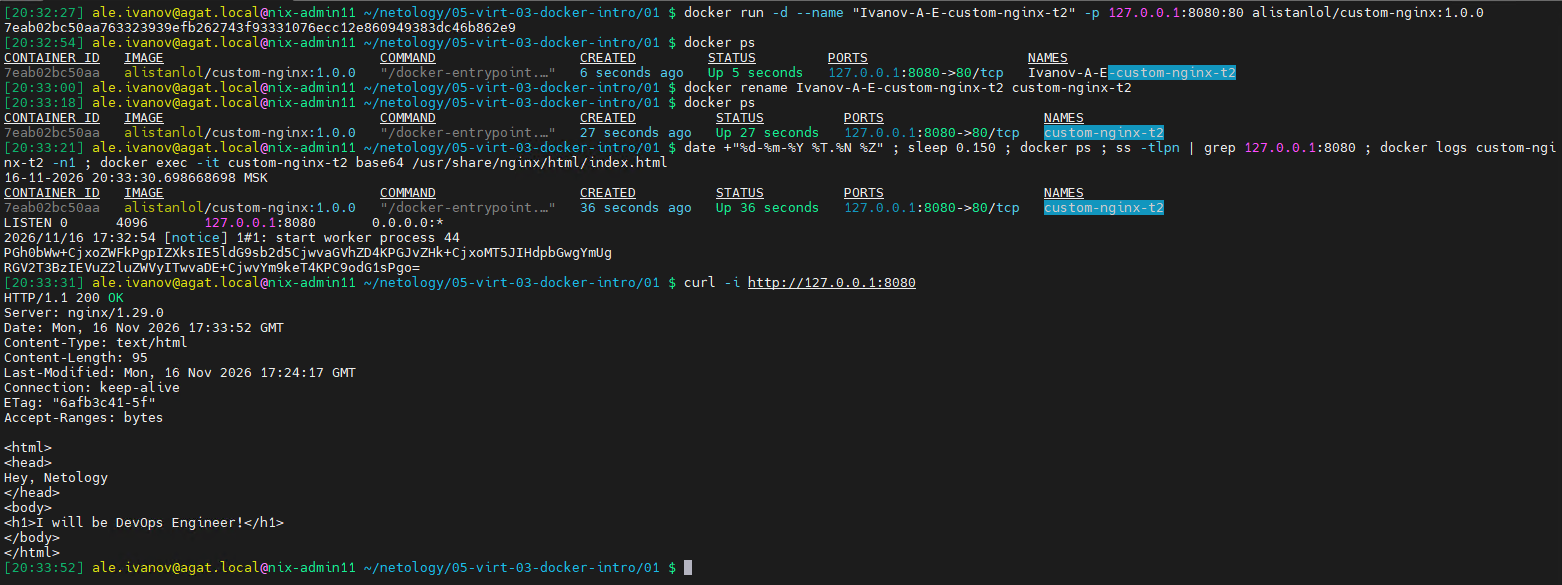 [20:32:27] ale.ivanov@agat.local@nix-admin11 ~/netology/05-virt-03-docker-intro/01 $ docker run -d --name "Ivanov-A-E-custom-nginx-t2" -p 127.0.0.1:8080:80 alistanlol/custom-nginx:1.0.0
7eab02bc50aa763323939efb262743f93331076ecc12e860949383dc46b862e9
[20:32:54] ale.ivanov@agat.local@nix-admin11 ~/netology/05-virt-03-docker-intro/01 $ docker ps
CONTAINER ID   IMAGE                           COMMAND                  CREATED         STATUS         PORTS                    NAMES
7eab02bc50aa   alistanlol/custom-nginx:1.0.0   "/docker-entrypoint.…"   6 seconds ago   Up 5 seconds   127.0.0.1:8080->80/tcp   Ivanov-A-E-custom-nginx-t2
[20:33:00] ale.ivanov@agat.local@nix-admin11 ~/netology/05-virt-03-docker-intro/01 $ docker rename Ivanov-A-E-custom-nginx-t2 custom-nginx-t2
[20:33:18] ale.ivanov@agat.local@nix-admin11 ~/netology/05-virt-03-docker-intro/01 $ docker ps
CONTAINER ID   IMAGE                           COMMAND                  CREATED          STATUS          PORTS                    NAMES
7eab02bc50aa   alistanlol/custom-nginx:1.0.0   "/docker-entrypoint.…"   27 seconds ago   Up 27 seconds   127.0.0.1:8080->80/tcp   custom-nginx-t2
[20:33:21] ale.ivanov@agat.local@nix-admin11 ~/netology/05-virt-03-docker-intro/01 $ date +"%d-%m-%Y %T.%N %Z" ; sleep 0.150 ; docker ps ; ss -tlpn | grep 127.0.0.1:8080 ; docker logs custom-ngi
nx-t2 -n1 ; docker exec -it custom-nginx-t2 base64 /usr/share/nginx/html/index.html
16-11-2026 20:33:30.698668698 MSK
CONTAINER ID   IMAGE                           COMMAND                  CREATED          STATUS          PORTS                    NAMES
7eab02bc50aa   alistanlol/custom-nginx:1.0.0   "/docker-entrypoint.…"   36 seconds ago   Up 36 seconds   127.0.0.1:8080->80/tcp   custom-nginx-t2
LISTEN 0      4096       127.0.0.1:8080       0.0.0.0:*
2026/11/16 17:32:54 [notice] 1#1: start worker process 44
PGh0bWw+CjxoZWFkPgpIZXksIE5ldG9sb2d5CjwvaGVhZD4KPGJvZHk+CjxoMT5JIHdpbGwgYmUg
RGV2T3BzIEVuZ2luZWVyITwvaDE+CjwvYm9keT4KPC9odG1sPgo=
[20:33:31] ale.ivanov@agat.local@nix-admin11 ~/netology/05-virt-03-docker-intro/01 $ curl -i http://127.0.0.1:8080
HTTP/1.1 200 OK
Server: nginx/1.29.0
Date: Mon, 16 Nov 2026 17:33:52 GMT
Content-Type: text/html
Content-Length: 95
Last-Modified: Mon, 16 Nov 2026 17:24:17 GMT
Connection: keep-alive
ETag: "6afb3c41-5f"
Accept-Ranges: bytes

<html>
<head>
Hey, Netology
</head>
<body>
<h1>I will be DevOps Engineer!</h1>
</body>
</html>
[20:33:52] ale.ivanov@agat.local@nix-admin11 ~/netology/05-virt-03-docker-intro/01 $